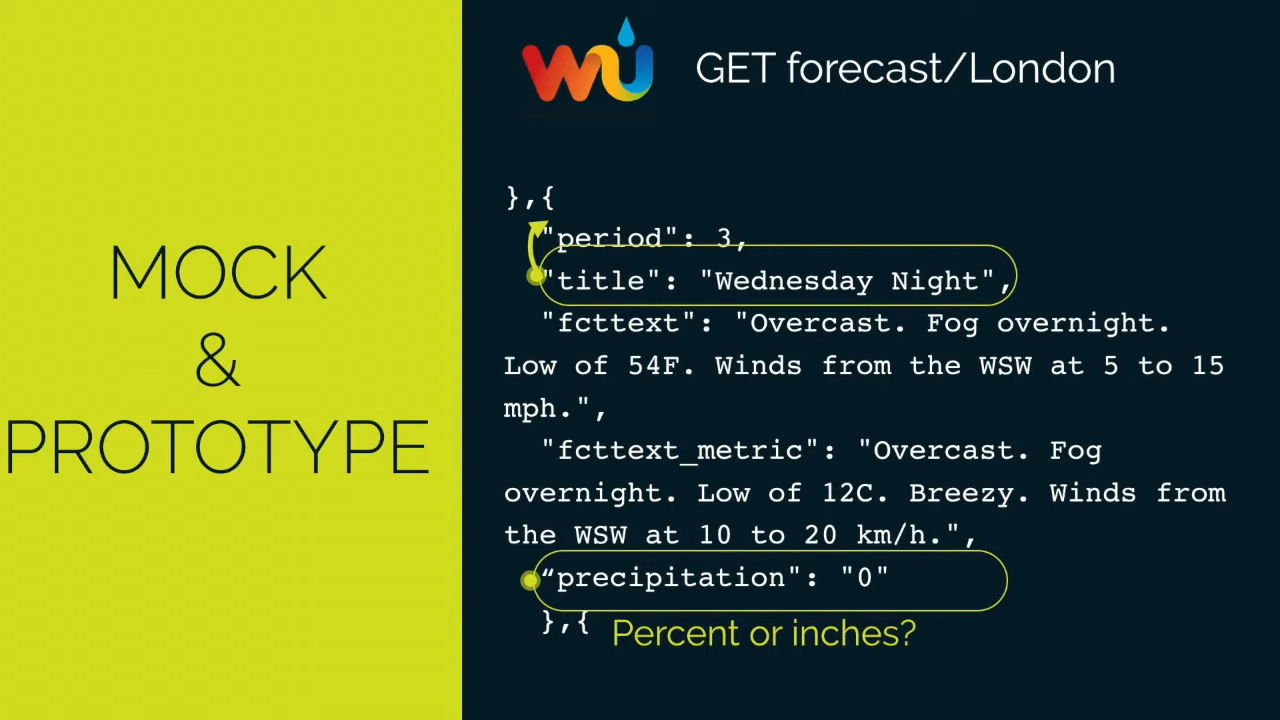 MOCK
&
PROTOTYPE
WU
GET forecast/London
},{
"period": 3,
"title": "Wednesday Night",
"fcttext": "Overcast. Fog overnight.
Low of 54F. Winds from the WSW at 5 to 15
mph.",
"fcttext_metric": "Overcast. Fog
overnight. Low of 12C. Breezy. Winds from
the WSW at 10 to 20 km/h.",
“precipitation": "0"
},{
Percent or inches?